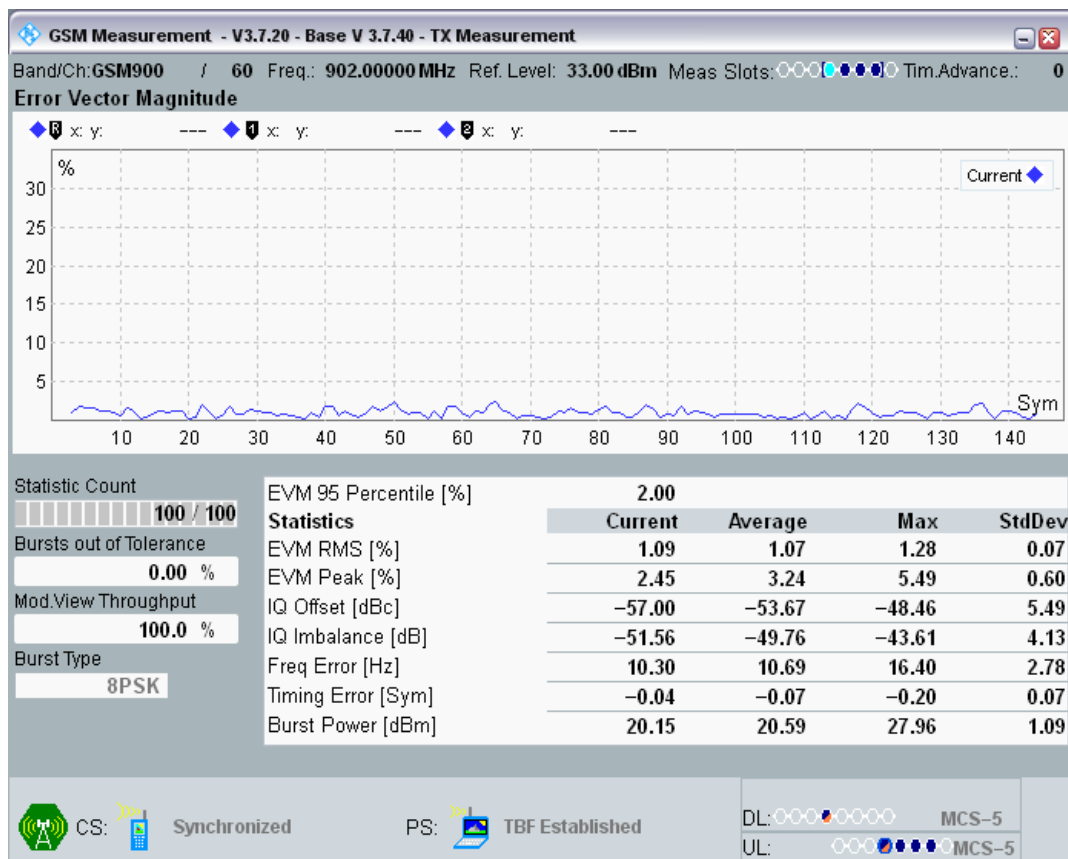 GSM Measurement - V3.7.20 - Base V 3.7.40 - TX Measurement
Band/Ch:GSM900 / 60 Freq.: 902.00000 MHz Ref. Level: 33.00 dBm Meas Slots: Tim.Advance.: 0
Error Vector Magnitude
R x: y: --- 1 x: y: --- 2 x: y: ---
%
Current
30
25
20
15
10
5
Sym
10 20 30 40 50 60 70 80 90 100 110 120 130 140
Statistic Count
100 / 100
Bursts out of Tolerance
0.00 %
Mod.View Throughput
100.0 %
Burst Type
8PSK
EVM 95 Percentile [%] 2.00
Statistics Current Average Max StdDev
EVM RMS [%] 1.09 1.07 1.28 0.07
EVM Peak [%] 2.45 3.24 5.49 0.60
IQ Offset [dBc] −57.00 −53.67 −48.46 5.49
IQ Imbalance [dB] −51.56 −49.76 −43.61 4.13
Freq Error [Hz] 10.30 10.69 16.40 2.78
Timing Error [Sym] −0.04 −0.07 −0.20 0.07
Burst Power [dBm] 20.15 20.59 27.96 1.09
CS: Synchronized PS: TBF Established
DL: MCS−5
UL: MCS−5